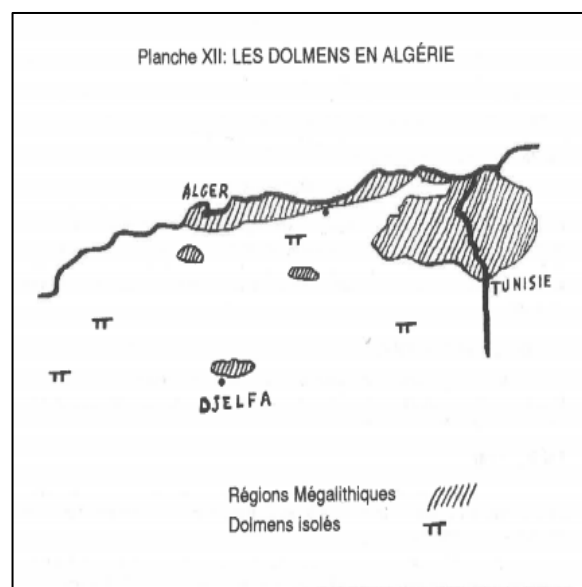 Planche XII: LES DOLMENS EN ALGÉRIE
ALGER
TUNISIE
DJELFA
Régions Mégalithiques
Dolmens isolés